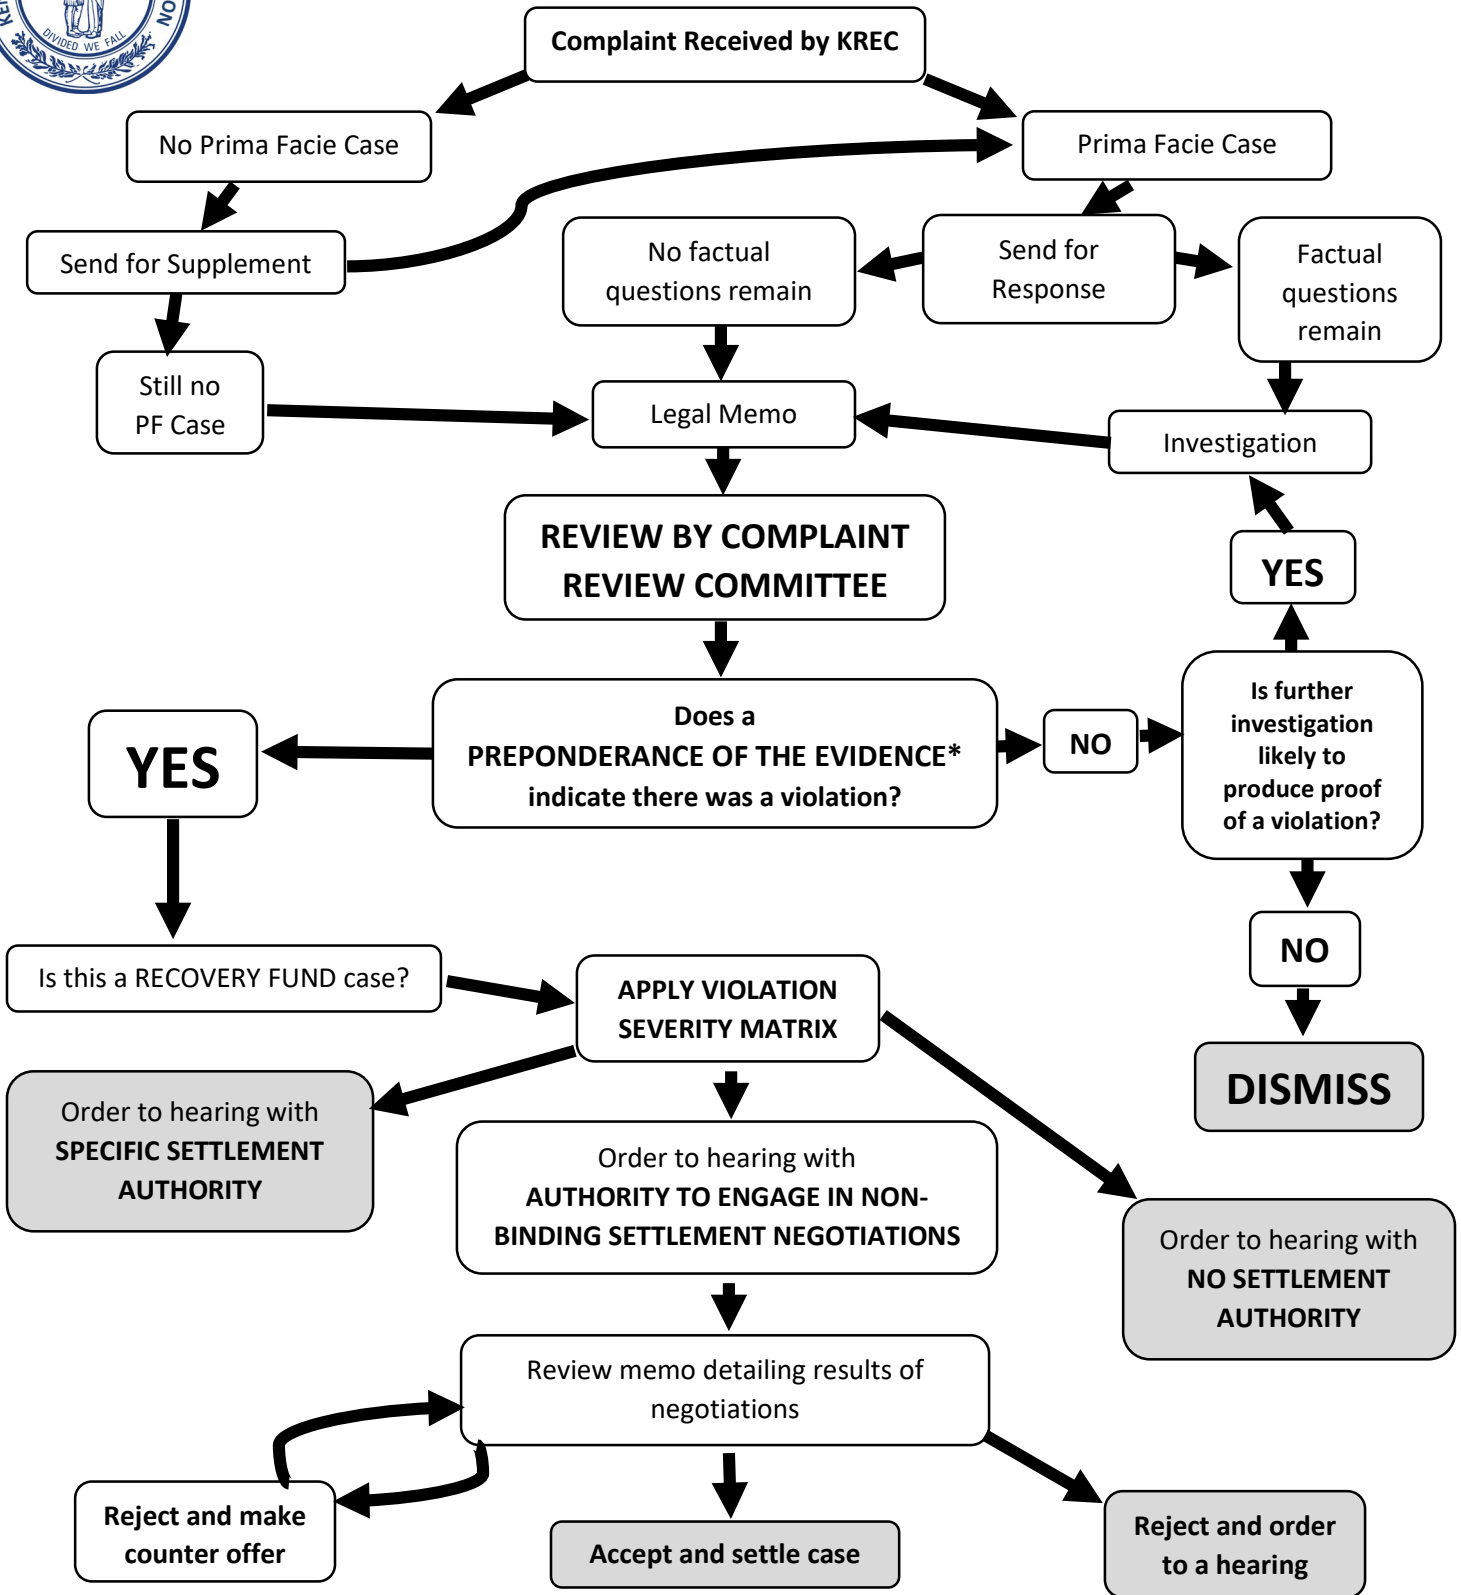 KEN
ON
DIVIDED WE FALL
Complaint Received by KREC
No Prima Facie Case
Prima Facie Case
Send for Supplement
No factual
questions remain
Send for
Response
Factual
questions
remain
Still no
PF Case
Legal Memo
Investigation
REVIEW BY COMPLAINT
REVIEW COMMITTEE
YES
Does a
PREPONDERANCE OF THE EVIDENCE*
indicate there was a violation?
YES
NO
Is further
investigation
likely to
produce proof
of a violation?
NO
DISMISS
Is this a RECOVERY FUND case?
APPLY VIOLATION
SEVERITY MATRIX
Order to hearing with
SPECIFIC SETTLEMENT
AUTHORITY
Order to hearing with
AUTHORITY TO ENGAGE IN NON-
BINDING SETTLEMENT NEGOTIATIONS
Order to hearing with
NO SETTLEMENT
AUTHORITY
Review memo detailing results of
negotiations
Reject and make
counter offer
Accept and settle case
Reject and order
to a hearing